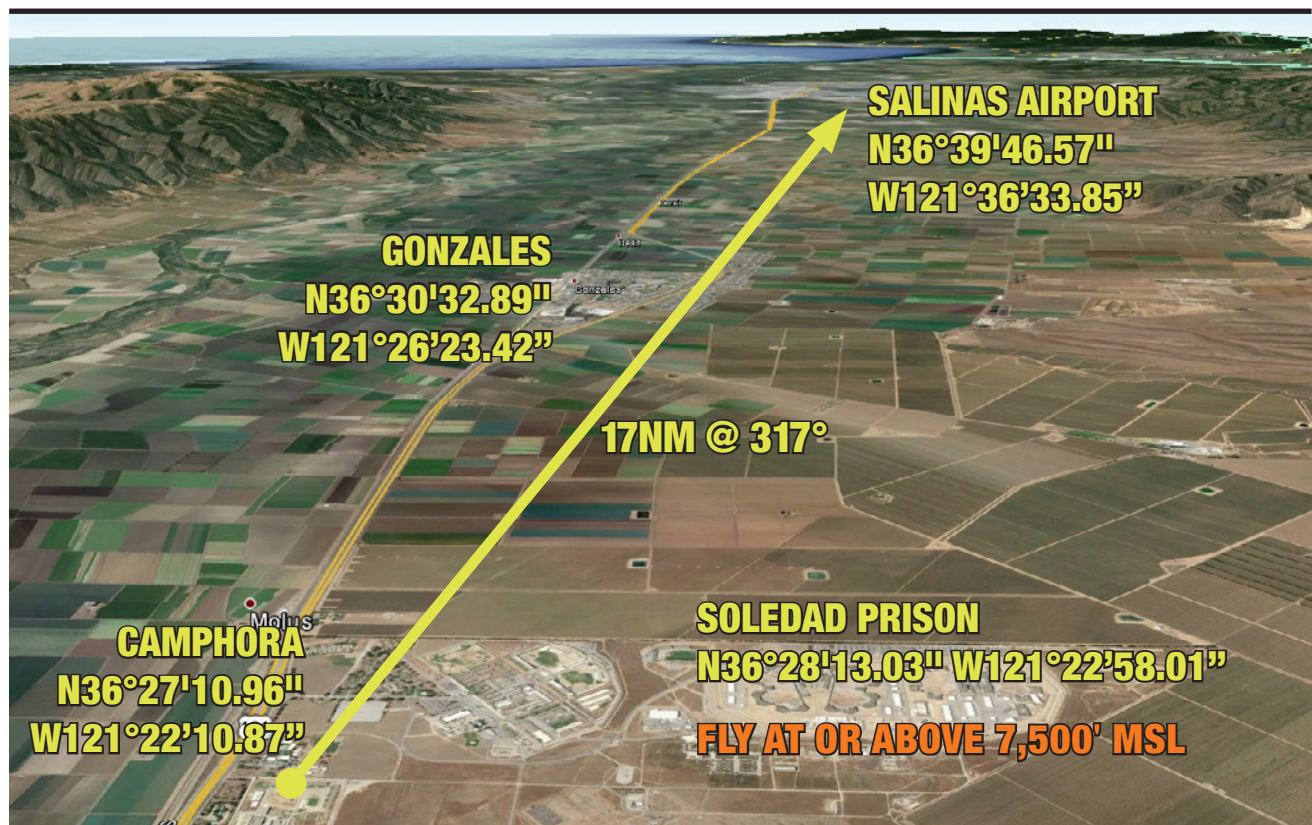 SALINAS AIRPORT
N36°39'46.57"
W121°36’33.85”
GONZALES
N36°30'32.89"
W121°26’23.42”
Gonzales
17NM @ 317°
Molus
CAMPHORA
N36°27'10.96"
W121°22’10.87”
SOLEDAD PRISON
N36°28'13.03" W121°22’58.01”
FLY AT OR ABOVE 7,500' MSL